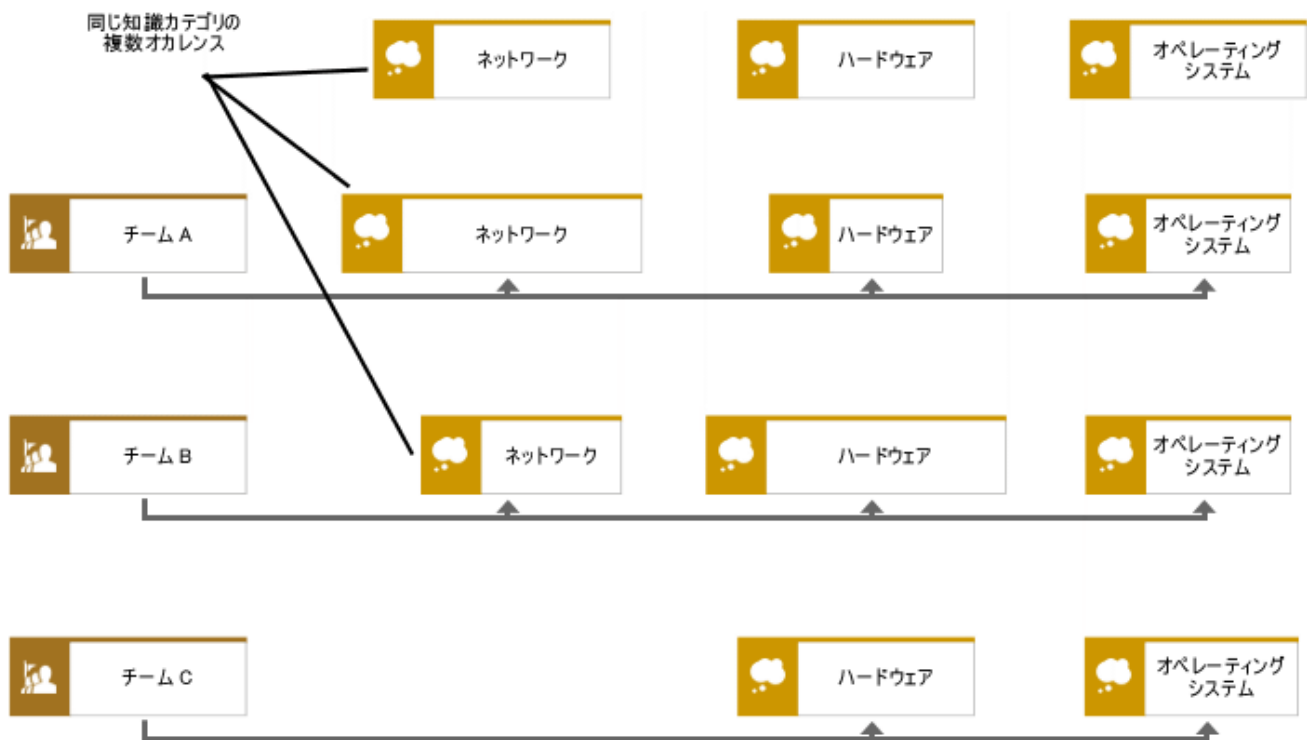 同じ知識カテゴリの
複数オカレンス
ネットワーク
ハードウェア
オペレーティング
システム
チーム A
ネットワーク
ハードウェア
オペレーティング
システム
チーム B
ネットワーク
ハードウェア
オペレーティング
システム
チーム C
ハードウェア
オペレーティング
システム